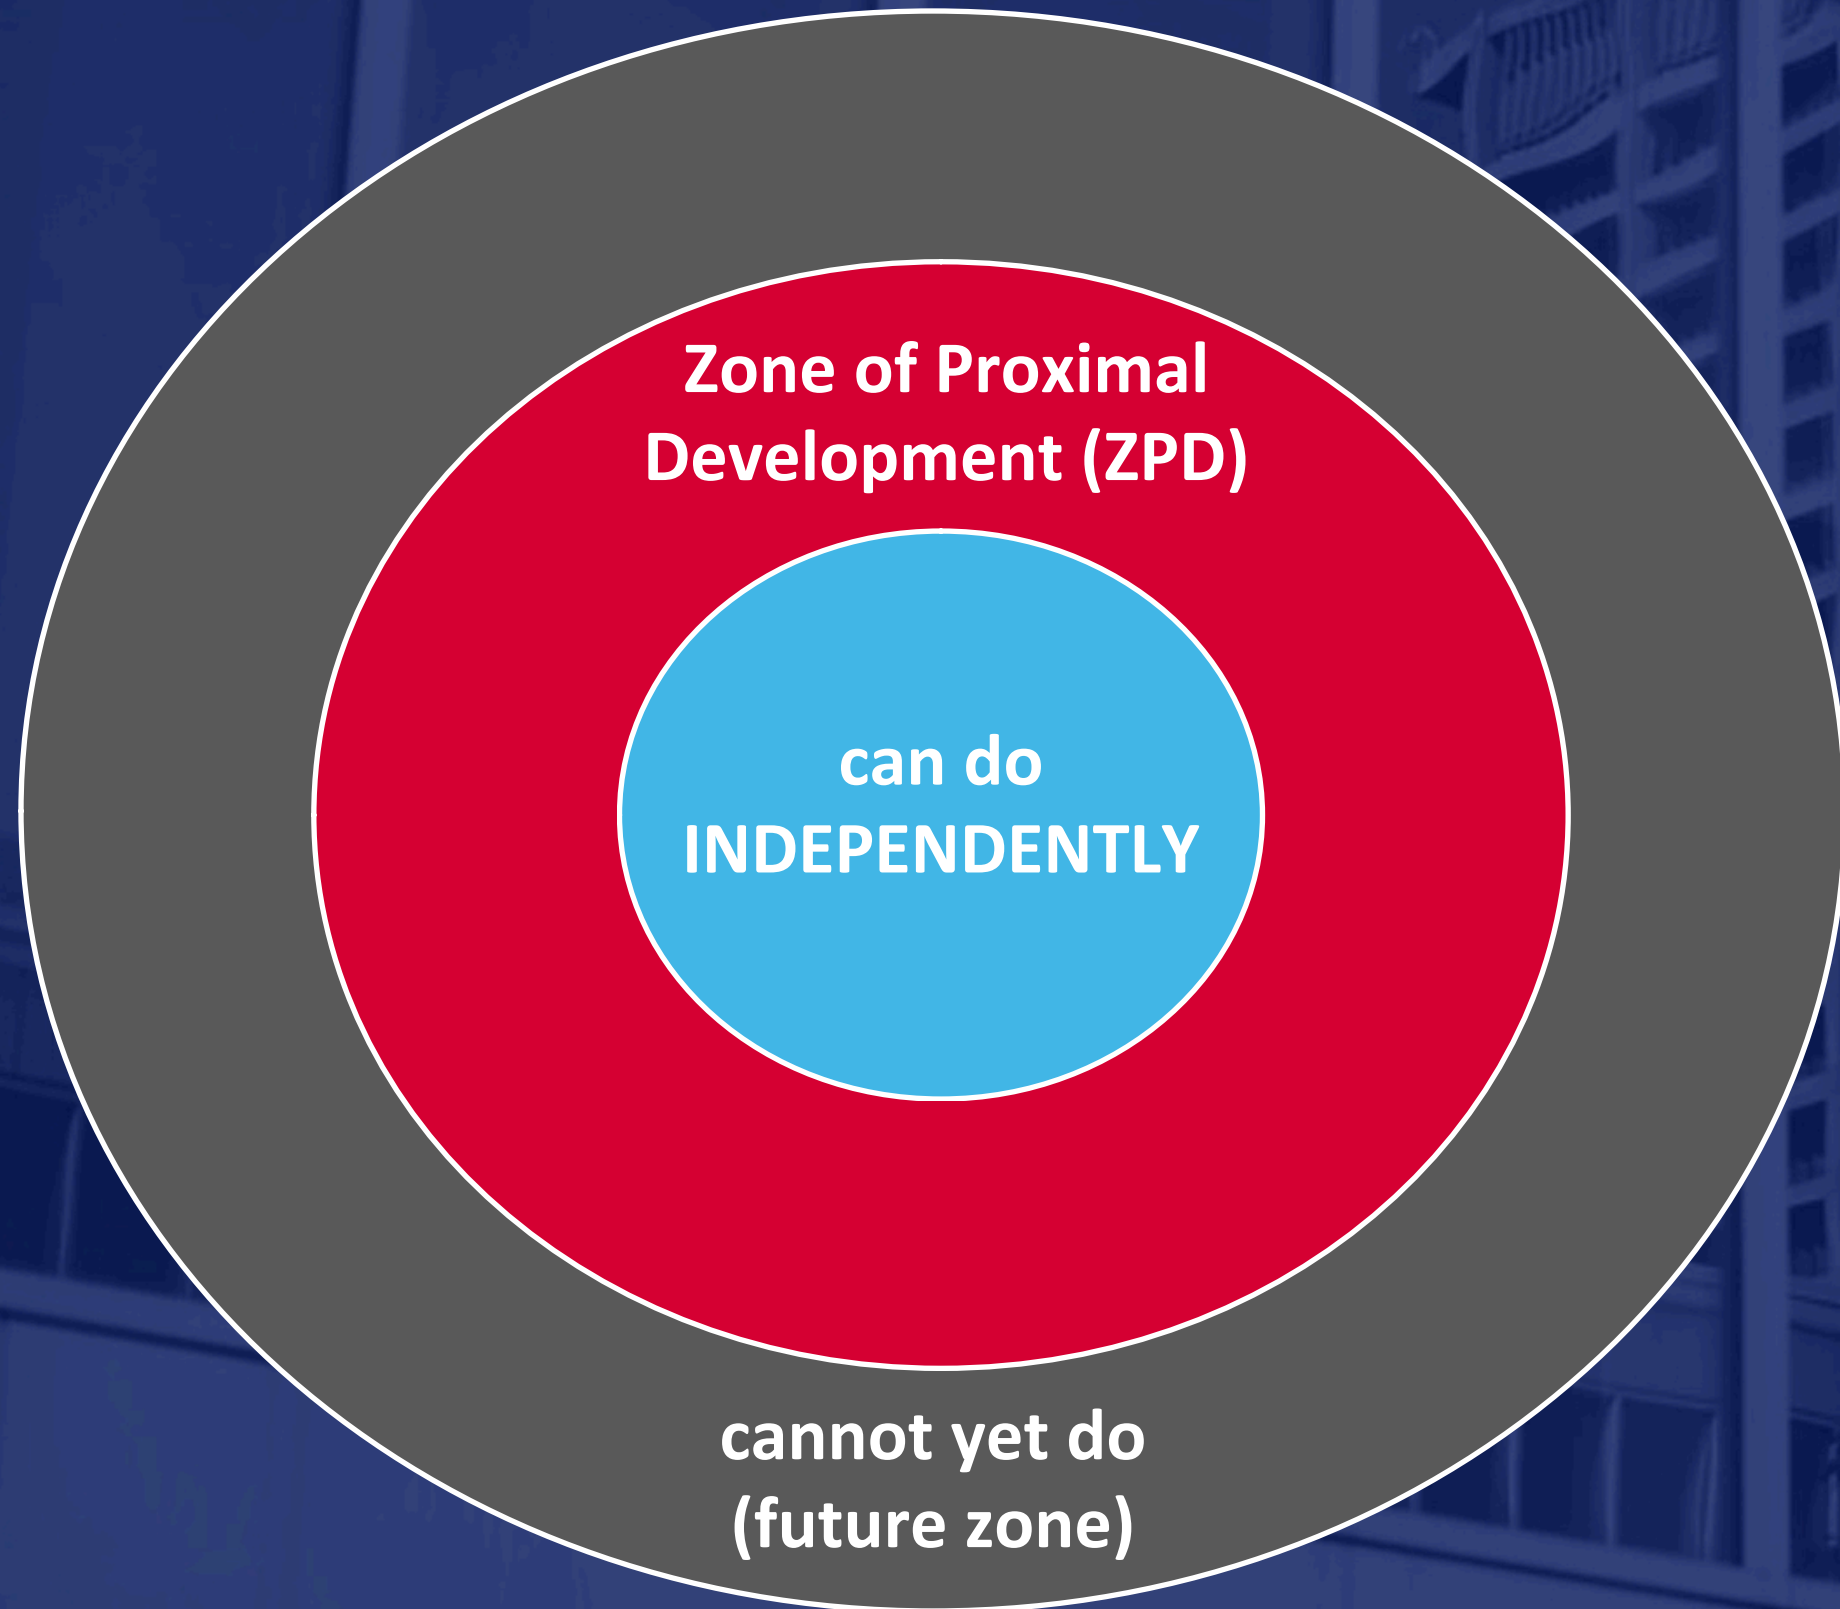 Zone of Proximal
Development (ZPD)
can do
INDEPENDENTLY
cannot yet do
(future zone)